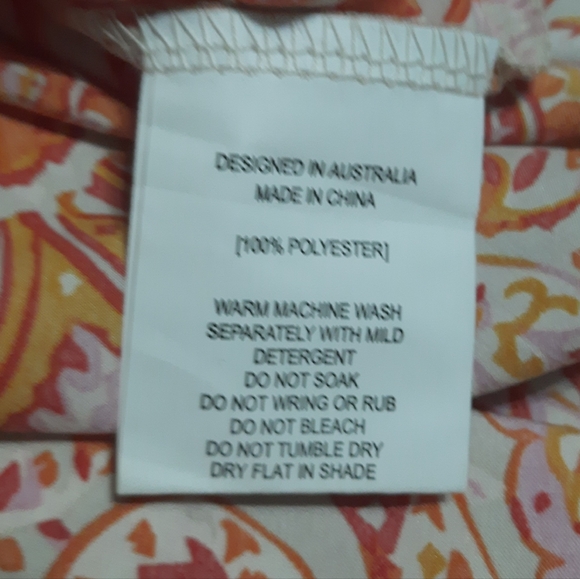 DESIGNED IN AUSTRALIA
MADE IN CHINA
[100% POLYESTER]
WARM MACHINE WASH
SEPARATELY WITH MILD
DETERGENT
DO NOT SOAK
DO NOT WRING OR RUB
DO NOT BLEACH
DO NOT TUMBLE DRY
DRY FLAT IN SHADE